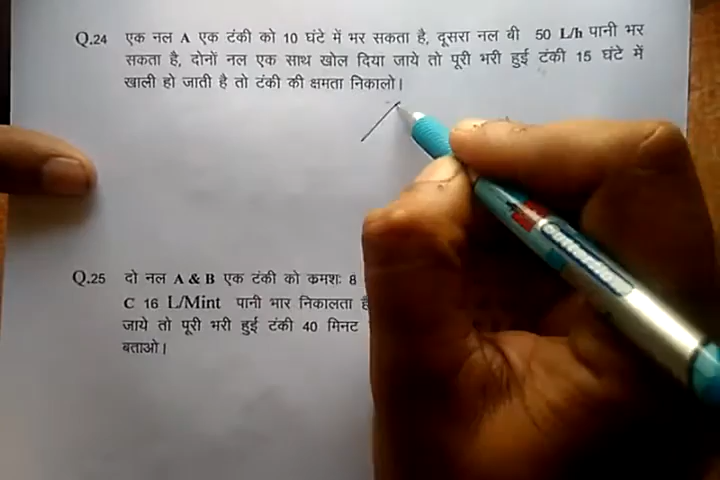 Q.24 एक नल A एक टंकी को 10 घंटे में भर सकता है, दूसरा नल बी 50 L/h पानी भर
सकता है, दोनों नल एक साथ खोल दिया जाये तो पूरी भरी हुई टंकी 15 घंटे में
खाली हो जाती है तो टंकी की क्षमता निकालो।
Q.25 दो नल A & B एक टंकी को कमशः 8
C 16 L/Mint पानी भार निकालता है
जाये तो पूरी भरी हुई टंकी 40 मिनट
बताओ।